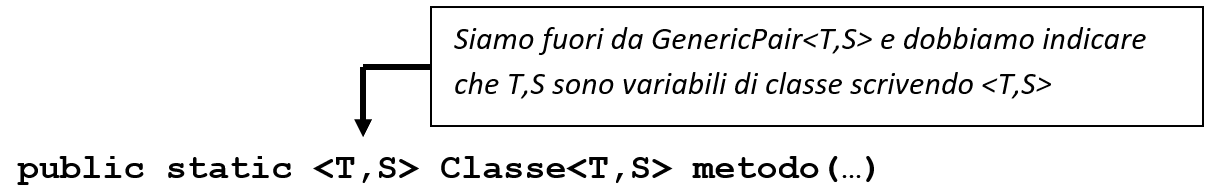 Siamo fuori da GenericPair<T,S> e dobbiamo indicare
che T,S sono variabili di classe scrivendo <T,S>
public static <T,S> Classe<T,S> metodo(…)